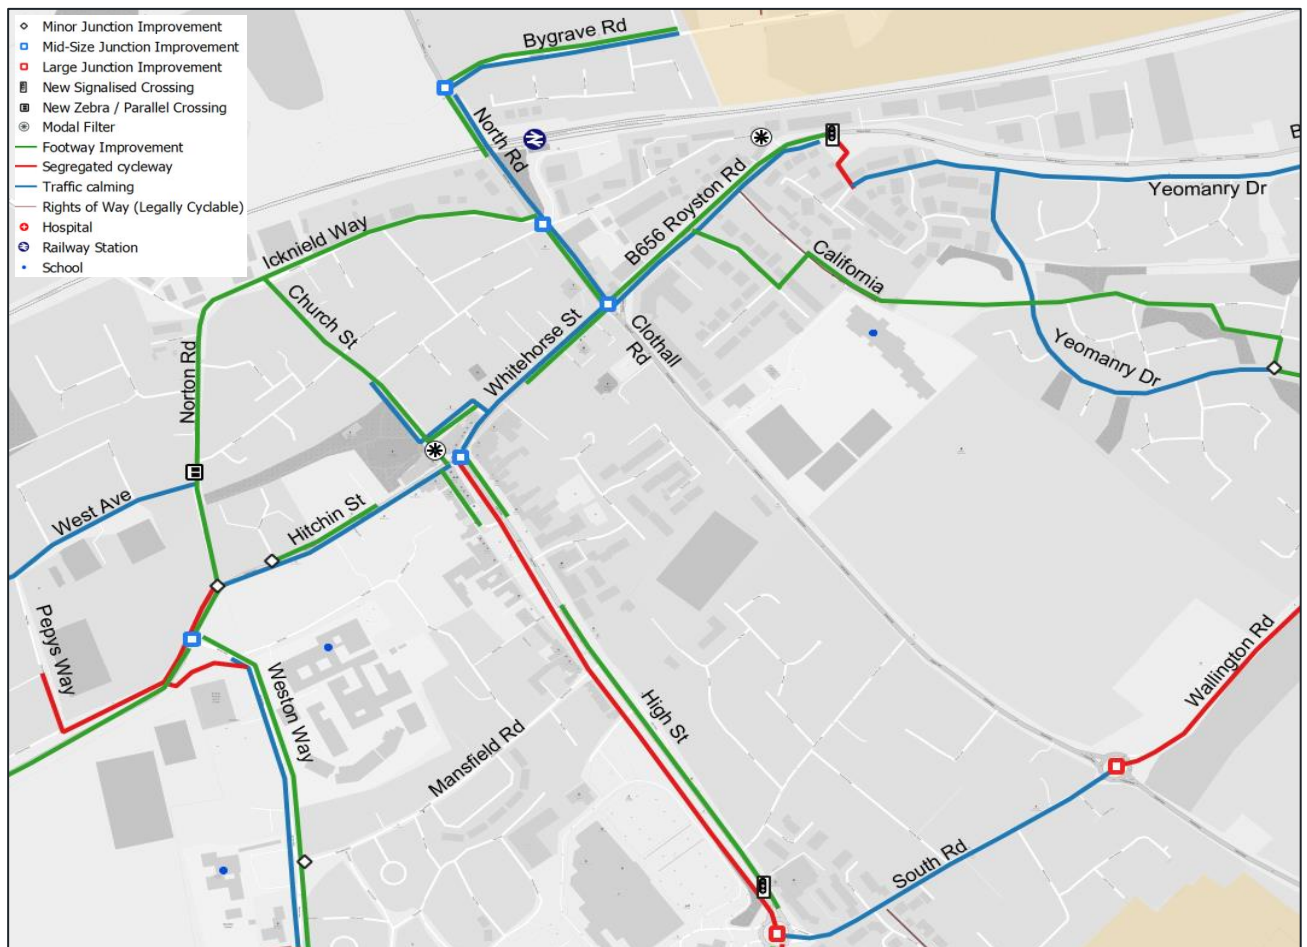 Minor Junction Improvement
Mid-Size Junction Improvement
Large Junction Improvement
New Signalised Crossing
New Zebra / Parallel Crossing
Modal Filter
Footway Improvement
Segregated cycleway
Traffic calming
Rights of Way (Legally Cyclable)
Hospital
Railway Station
School
Bygrave Rd
North Rd
B656 Royston Rd
B
Yeomanry Dr
Icknield Way
California
Church St
Whitehorse St
Clothall
Rd
Yeomanry Dr
Norton Rd
West Ave
Hitchin St
Pepys Way
Weston Way
High St
Wallington Rd
Mansfield Rd
South Rd